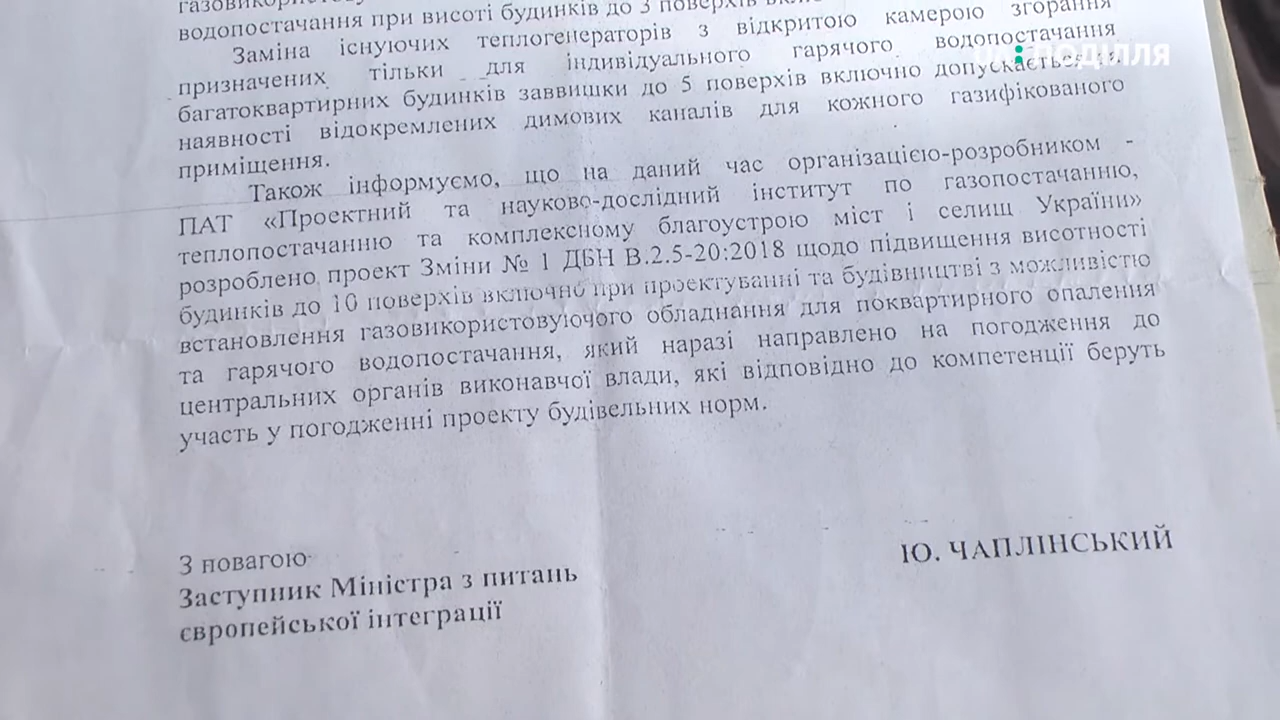 водопостачання при висоті будинків до 3 поверхів
Заміна існуючих теплогенераторів з відкритою камерою згорання
призначених тільки для індивідуального гарячого водопостачання
багатоквартирних будинків заввишки до 5 поверхів включно допускається
наявності відокремлених димових каналів для кожного газифікованого
приміщення.
Також інформуємо, що на даний час організацією-розробником -
ПАТ «Проектний та науково-дослідний інститут по газопостачанню,
теплопостачанню та комплексному благоустрою міст і селищ України»
розроблено проект Зміни № 1 ДБН В.2.5-20:2018 щодо підвищення висотності
будинків до 10 поверхів включно при проектуванні та будівництві з можливістю
встановлення газовикористовуючого обладнання для поквартирного опалення
та гарячого водопостачання, який наразі направлено на погодження до
центральних органів виконавчої влади, які відповідно до компетенції беруть
участь у погодженні проекту будівельних норм.
З повагою
Заступник Міністра з питань
європейської інтеграції
Ю. ЧАПЛІНСЬКИЙ
UA: ПОДІЛЛЯ